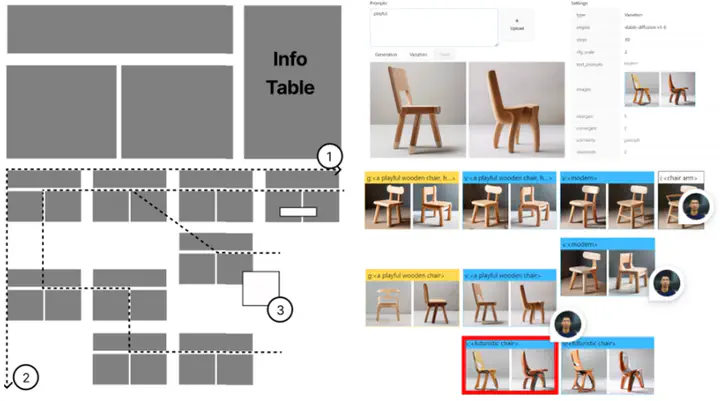 Info
Table
1
2
3
Prompts
playful
+
Upload
Generation
Variation
Settings
type
Variation
engine
stable-diffusion-v1-5
steps
30
cfg_scale
2
text_prompts
images
g:<a playful wooden chair, h...>
v:<a playful wooden chair, h...>
v:<modern>
i:<chair arm>
v:<modern>
g:<a playful wooden chair>
v:<a playful wooden chair>
<futuristic chair>
<futuristic chair>